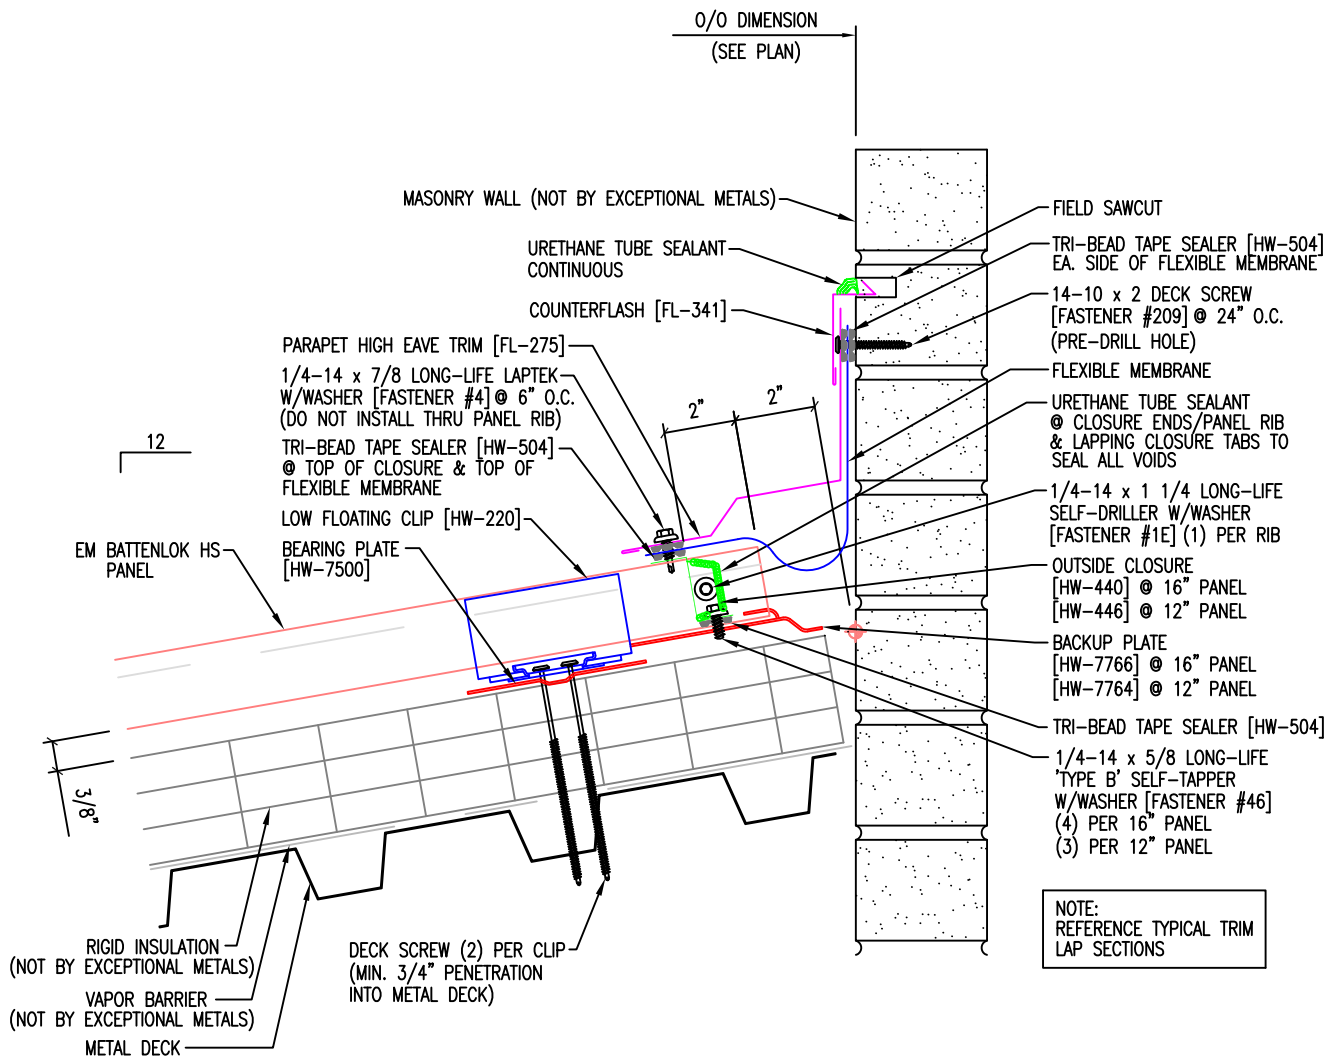 O/O DIMENSION
(SEE PLAN)
MASONRY WALL (NOT BY EXCEPTIONAL METALS)
URETHANE TUBE SEALANT
CONTINUOUS
COUNTERFLASH [FL-341]
PARAPET HIGH EAVE TRIM [FL-275]
1/4-14 x 7/8 LONG-LIFE LAPTEK
W/WASHER [FASTENER #4] @ 6" O.C.
(DO NOT INSTALL THRU PANEL RIB)
TRI-BEAD TAPE SEALER [HW-504]
@ TOP OF CLOSURE & TOP OF
FLEXIBLE MEMBRANE
LOW FLOATING CLIP [HW-220]
BEARING PLATE
[HW-7500]
12
EM BATTENLOK HS
PANEL
2"
2"
3/8"
FIELD SAWCUT
TRI-BEAD TAPE SEALER [HW-504]
EA. SIDE OF FLEXIBLE MEMBRANE
14-10 x 2 DECK SCREW
[FASTENER #209] @ 24" O.C.
(PRE-DRILL HOLE)
FLEXIBLE MEMBRANE
URETHANE TUBE SEALANT
@ CLOSURE ENDS/PANEL RIB
& LAPPING CLOSURE TABS TO
SEAL ALL VOIDS
1/4-14 x 1 1/4 LONG-LIFE
SELF-DRILLER W/WASHER
[FASTENER #1E] (1) PER RIB
OUTSIDE CLOSURE
[HW-440] @ 16" PANEL
[HW-446] @ 12" PANEL
BACKUP PLATE
[HW-7766] @ 16" PANEL
[HW-7764] @ 12" PANEL
TRI-BEAD TAPE SEALER [HW-504]
1/4-14 x 5/8 LONG-LIFE
'TYPE B' SELF-TAPPER
W/WASHER [FASTENER #46]
(4) PER 16" PANEL
(3) PER 12" PANEL
RIGID INSULATION
(NOT BY EXCEPTIONAL METALS)
VAPOR BARRIER
(NOT BY EXCEPTIONAL METALS)
METAL DECK
DECK SCREW (2) PER CLIP
(MIN. 3/4" PENETRATION
INTO METAL DECK)
NOTE:
REFERENCE TYPICAL TRIM
LAP SECTIONS